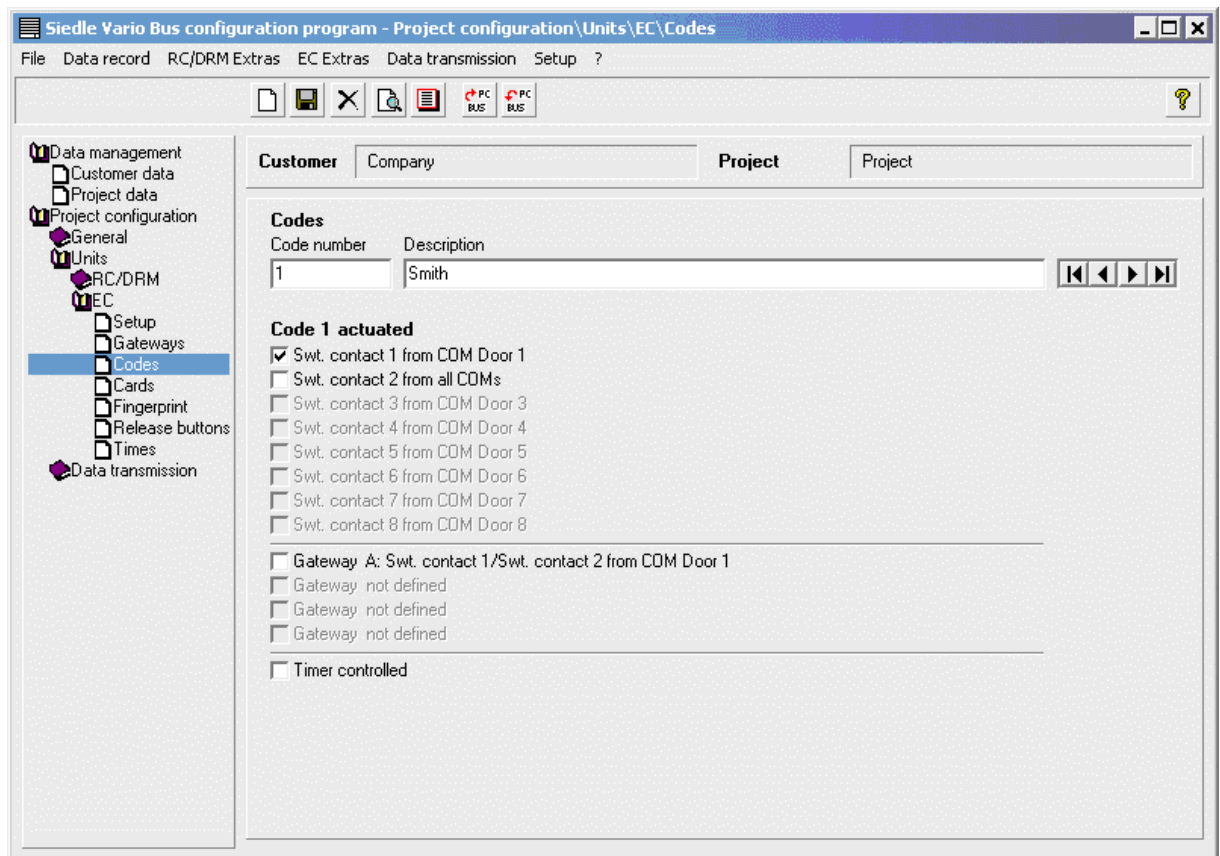 Siedle Vario Bus configuration program - Project configuration\Units\EC\Codes
File Data record RC/DRM Extras EC Extras Data transmission Setup ?
PC BUS PC BUS
Data management
Customer data
Project data
Project configuration
General
Units
RC/DRM
EC
Setup
Gateways
Codes
Cards
Fingerprint
Release buttons
Times
Data transmission
Customer Company Project Project
Codes
Code number Description
1 Smith
Code 1 actuated
Swt. contact 1 from COM Door 1
Swt. contact 2 from all COMs
Swt. contact 3 from COM Door 3
Swt. contact 4 from COM Door 4
Swt. contact 5 from COM Door 5
Swt. contact 6 from COM Door 6
Swt. contact 7 from COM Door 7
Swt. contact 8 from COM Door 8
Gateway A: Swt. contact 1/Swt. contact 2 from COM Door 1
Gateway not defined
Gateway not defined
Gateway not defined
Timer controlled